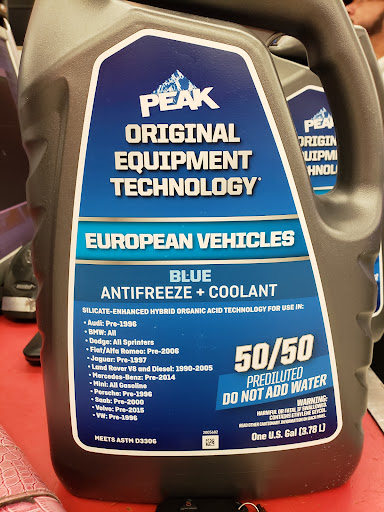 PEAK
ORIGINAL
EQUIPMENT
TECHNOLOGY
EUROPEAN VEHICLES
BLUE
ANTIFREEZE + COOLANT
SILICATE-ENHANCED HYBRID ORGANIC ACID TECHNOLOGY FOR USE IN:
• Audi: Pre-1996
• BMW: All
• Dodge: All Sprinters
• Fiat/Alfa Romeo: Pre-2006
• Jaguar: Pre-1997
• Land Rover V8 and Diesel: 1990-2005
• Mercedes-Benz: Pre-2014
• Mini: All Gasoline
• Porsche: Pre-1996
• Saab: Pre-2000
• Volvo: Pre-2015
• VW: Pre-1996
MEETS ASTM D3306
50/50
PREDILUTED
DO NOT ADD WATER
WARNING:
HARMFUL OR FATAL IF SWALLOWED.
CONTAINS ETHYLENE GLYCOL.
One U.S. Gal (3.78 L)
PEAK
ORIGIN
QUIPM
CHNOL